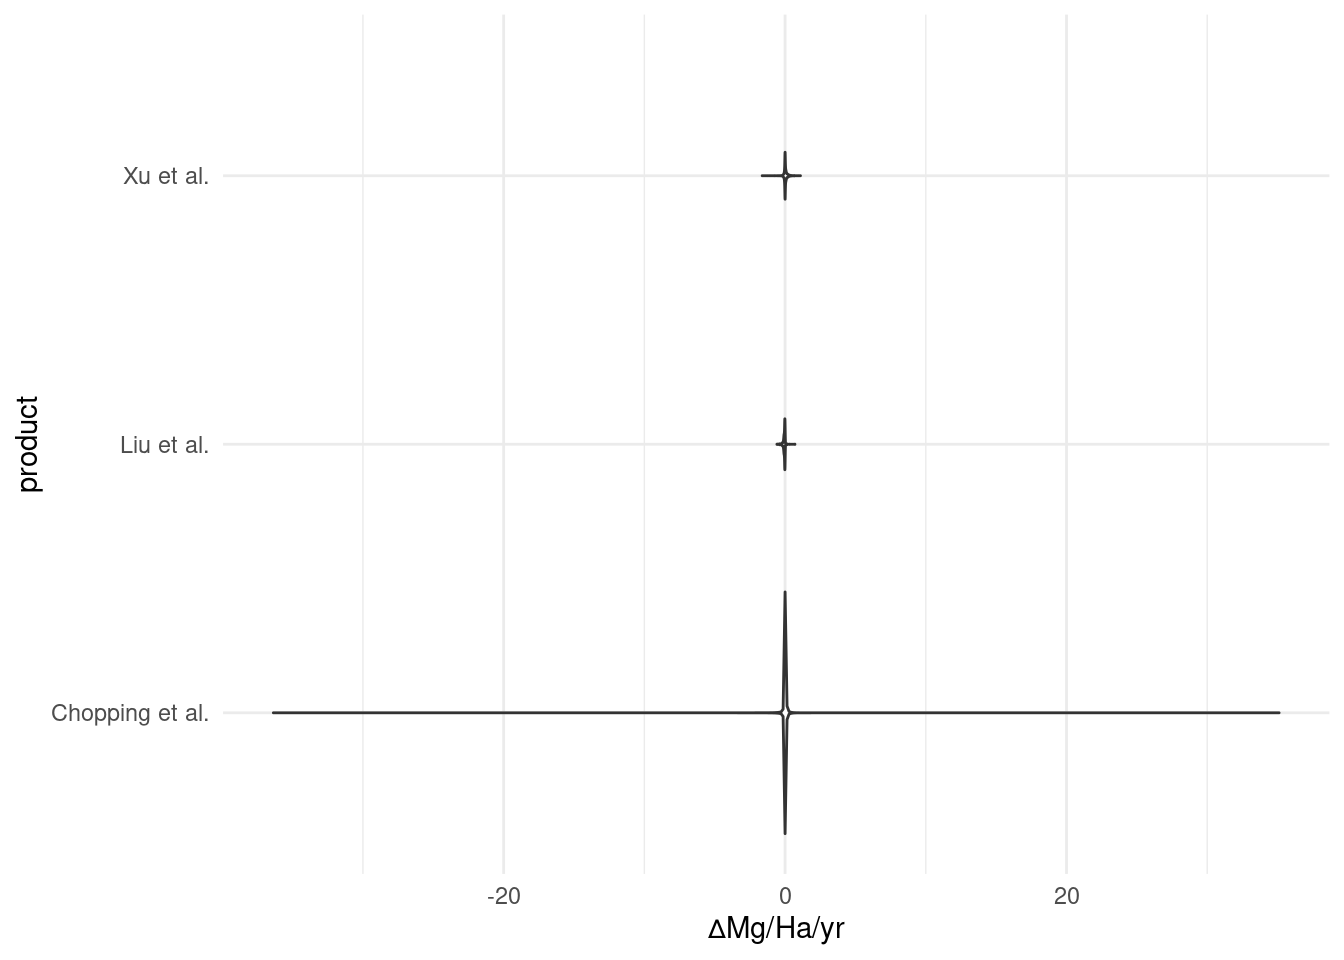 product
Xu et al.
Liu et al.
Chopping et al.
-20 0 20
ΔMg/Ha/yr